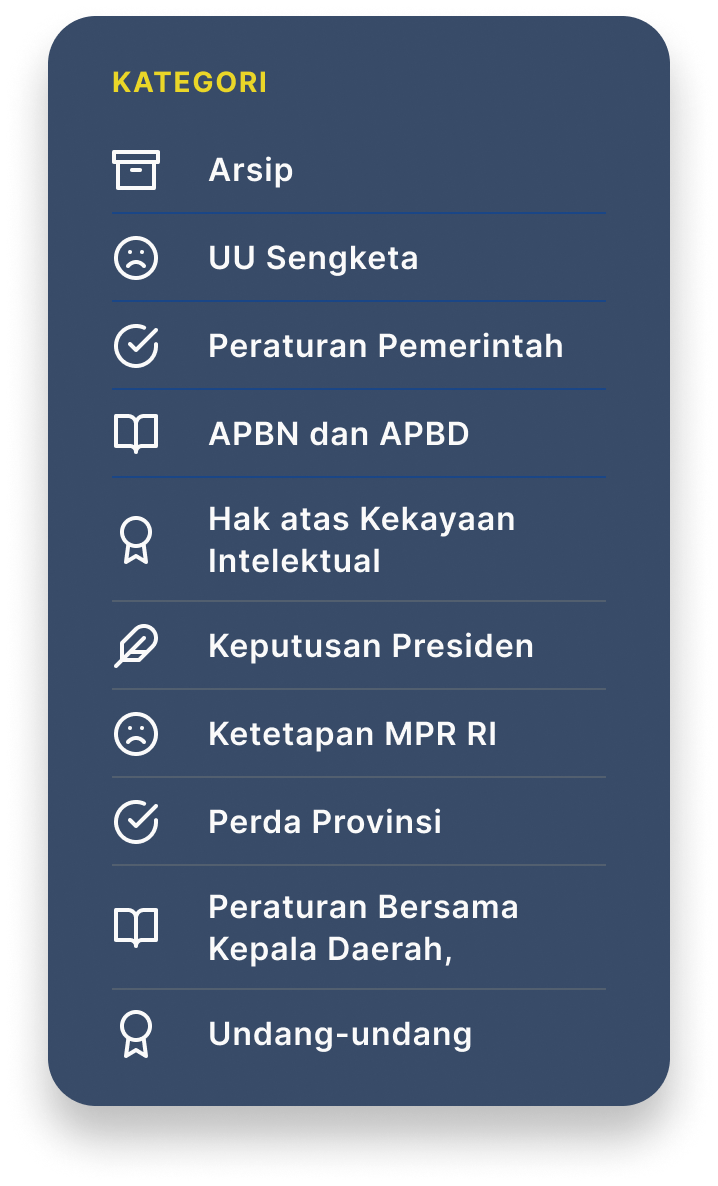 KATEGORI
Arsip
UU Sengketa
Peraturan Pemerintah
APBN dan APBD
Hak atas Kekayaan
Intelektual
Keputusan Presiden
Ketetapan MPR RI
Perda Provinsi
Peraturan Bersama
Kepala Daerah,
Undang-undang